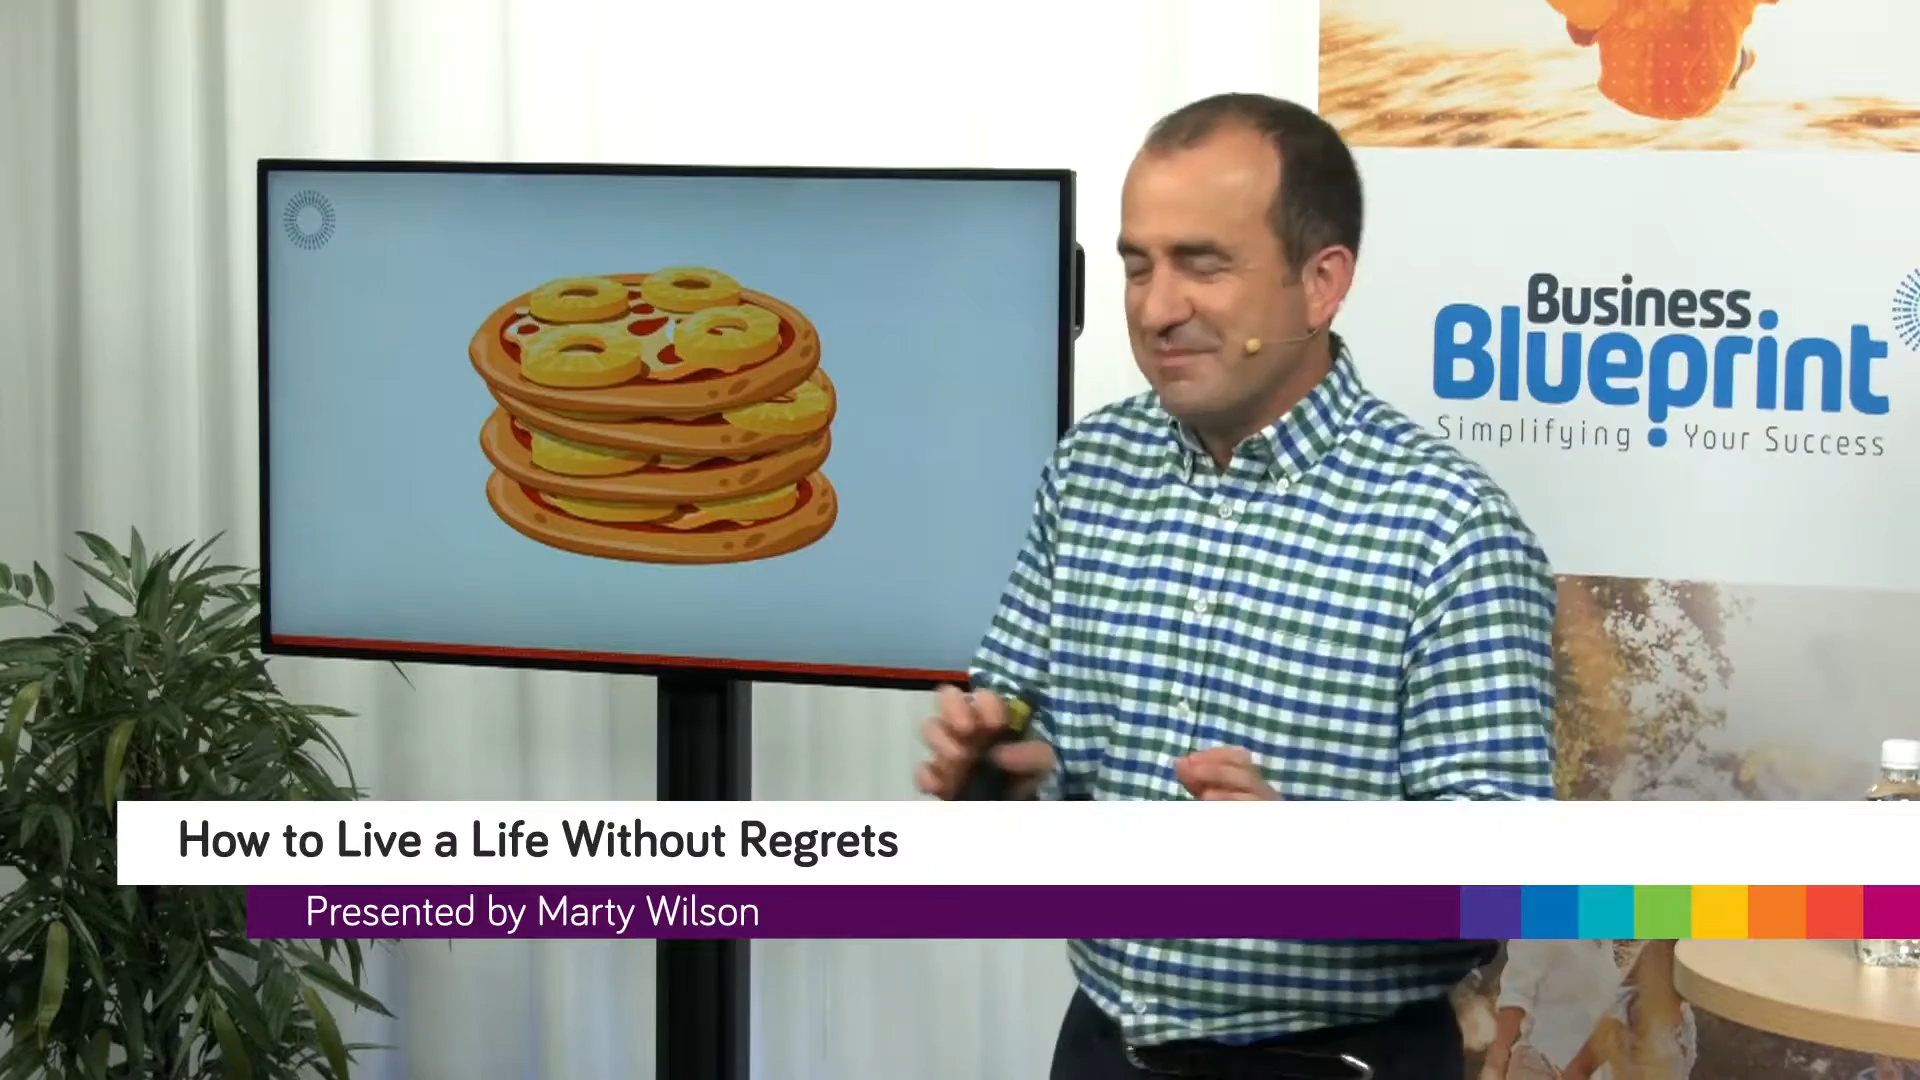 Business
Blueprint
Simplifying Your Success
How to Live a Life Without Regrets
Presented by Marty Wilson